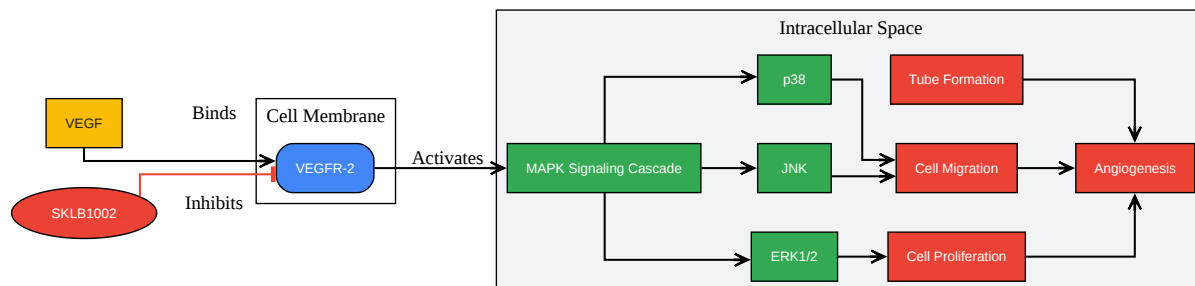 Intracellular Space
p38
Tube Formation
VEGF
Binds
Cell Membrane
VEGFR-2
Activates
MAPK Signaling Cascade
JNK
Cell Migration
Angiogenesis
SKLB1002
Inhibits
ERK1/2
Cell Proliferation